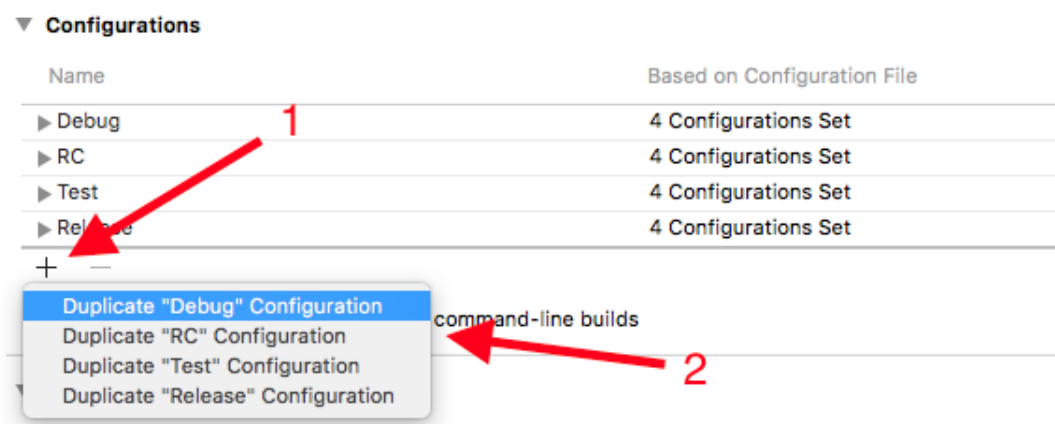 Configurations
Name Based on Configuration File
1
Debug 4 Configurations Set
RC 4 Configurations Set
Test 4 Configurations Set
Release 4 Configurations Set
+ −
Duplicate "Debug" Configuration
command-line builds
Duplicate "RC" Configuration
Duplicate "Test" Configuration
2
Duplicate "Release" Configuration